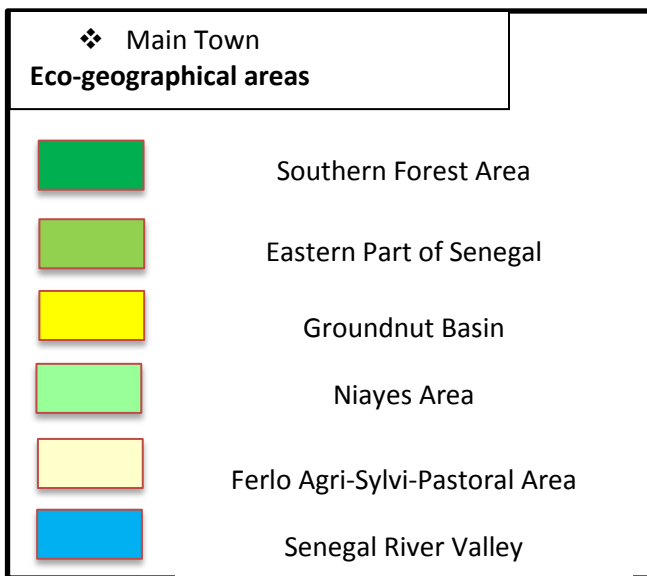 ❖ Main Town
Eco-geographical areas
Southern Forest Area
Eastern Part of Senegal
Groundnut Basin
Niayes Area
Ferlo Agri-Sylvi-Pastoral Area
Senegal River Valley